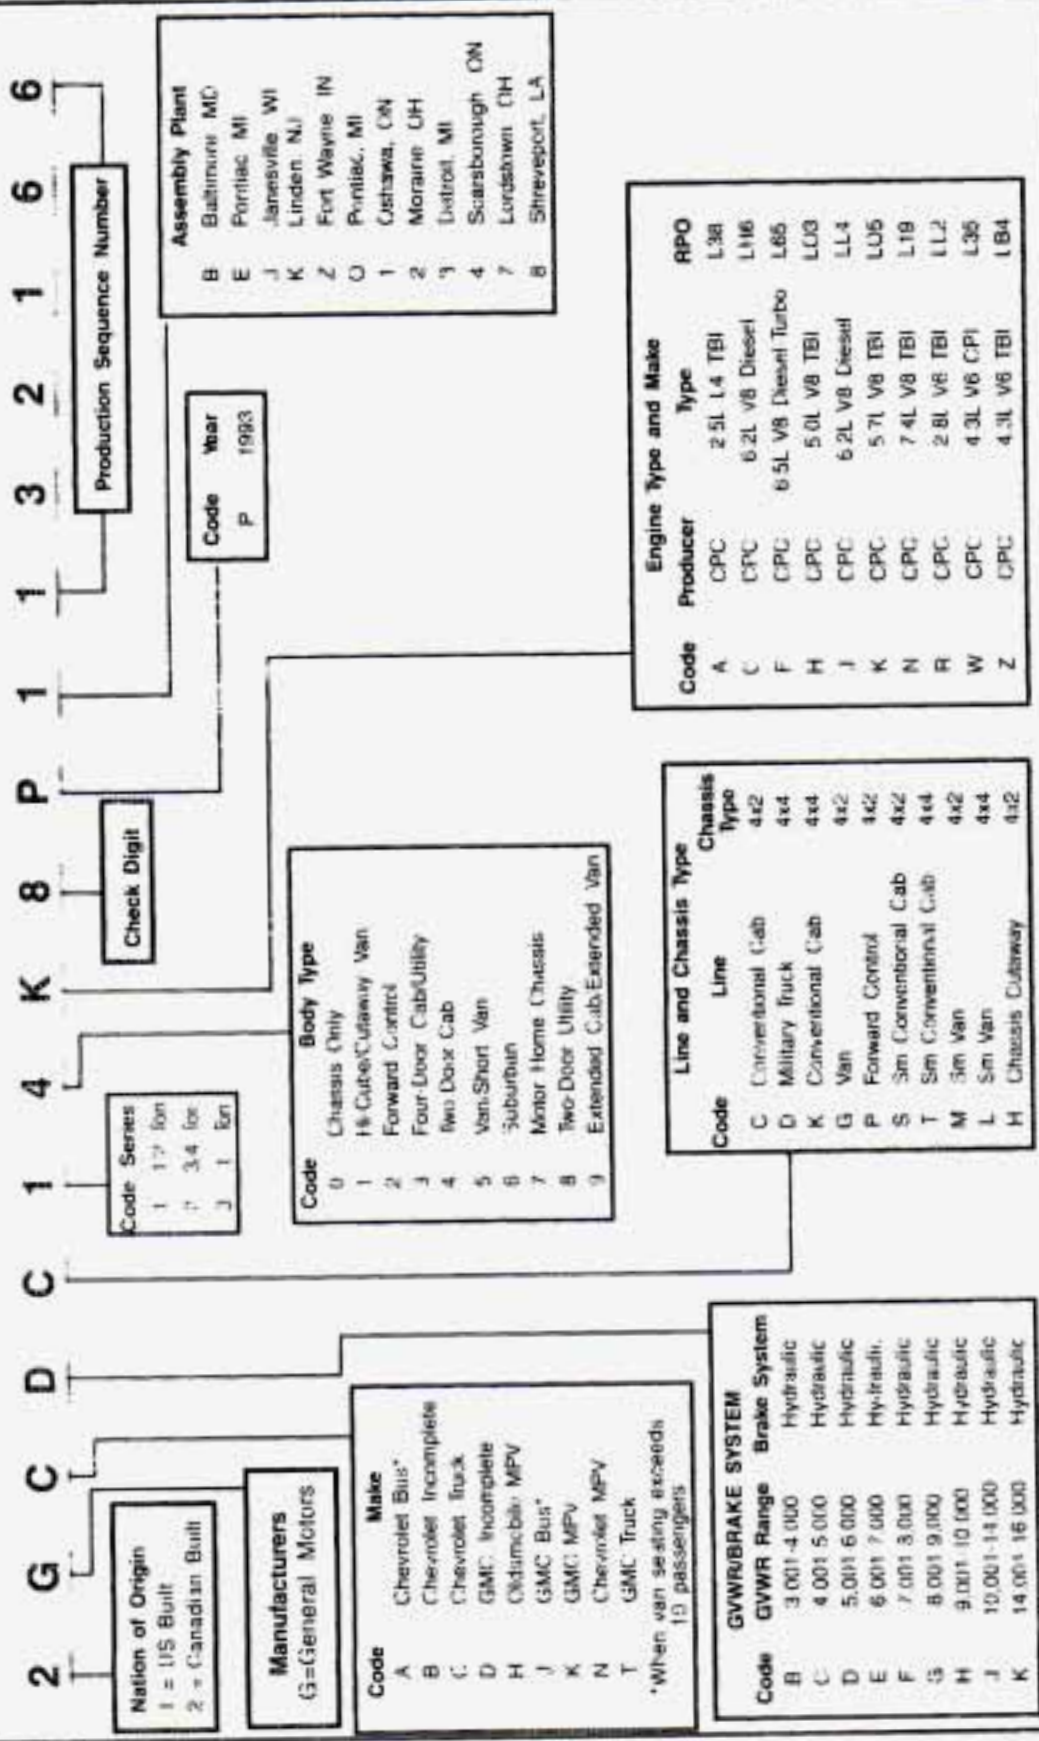 2 G C D C 1 4 K 8 P 1 1 3 2 1 6 6
Nation of Origin
1 = US Built
2 = Canadian Built
Manufacturers
G=General Motors
Code Make
A Chevrolet Bus*
B Chevrolet Incomplete
C Chevrolet Truck
D GMC Incomplete
H Oldsmobile MPV
J GMC Bus*
K GMC MPV
N Chevrolet MPV
T GMC Truck
*When van seating exceeds
10 passengers
GVWR/BRAKE SYSTEM
Code GVWR Range Brake System
B 3,001-4,000 Hydraulic
C 4,001-5,000 Hydraulic
D 5,001-6,000 Hydraulic
E 6,001-7,000 Hydraulic
F 7,001-8,000 Hydraulic
G 8,001-9,000 Hydraulic
H 9,001-10,000 Hydraulic
J 10,001-14,000 Hydraulic
K 14,001-16,000 Hydraulic
Code Series
1 1/2 Ton
2 3/4 Ton
3 1 Ton
Code Body Type
0 Chassis Only
1 Hi-Cube/Cutaway Van
2 Forward Control
3 Four-Door Cab/Utility
4 Two Door Cab
5 Van-Short Van
6 Suburban
7 Motor Home Chassis
8 Two-Door Utility
9 Extended Cab/Extended Van
Line and Chassis Type
Code Line Chassis Type
C Conventional Cab 4x2
D Military Truck 4x4
K Conventional Cab 4x4
G Van 4x2
P Forward Control 4x2
S Sm Conventional Cab 4x2
T Sm Conventional Cab 4x4
M Sm Van 4x2
L Sm Van 4x4
H Chassis Cutaway 4x2
Check Digit
Code Year
P 1993
Production Sequence Number
Assembly Plant
B Baltimore MD
E Pontiac MI
J Janesville WI
K Linden NJ
Z Fort Wayne IN
O Pontiac, MI
1 Oshawa, ON
2 Moraine OH
3 Detroit, MI
4 Scarsborough ON
7 Lordstown OH
8 Shreveport, LA
Engine Type and Make
Code Producer Type RPO
A CPC 2.5L L4 TBI L38
C CPC 6.2L V8 Diesel LH6
F CPC 6.5L V8 Diesel Turbo L65
H CPC 5.0L V8 TBI LO3
J CPC 6.2L V8 Diesel LL4
K CPC 5.7L V8 TBI LO5
N CPC 7.4L V8 TBI L19
R CPC 2.8L V6 TBI LL2
W CPC 4.3L V6 CPI L35
Z CPC 4.3L V6 TBI LB4